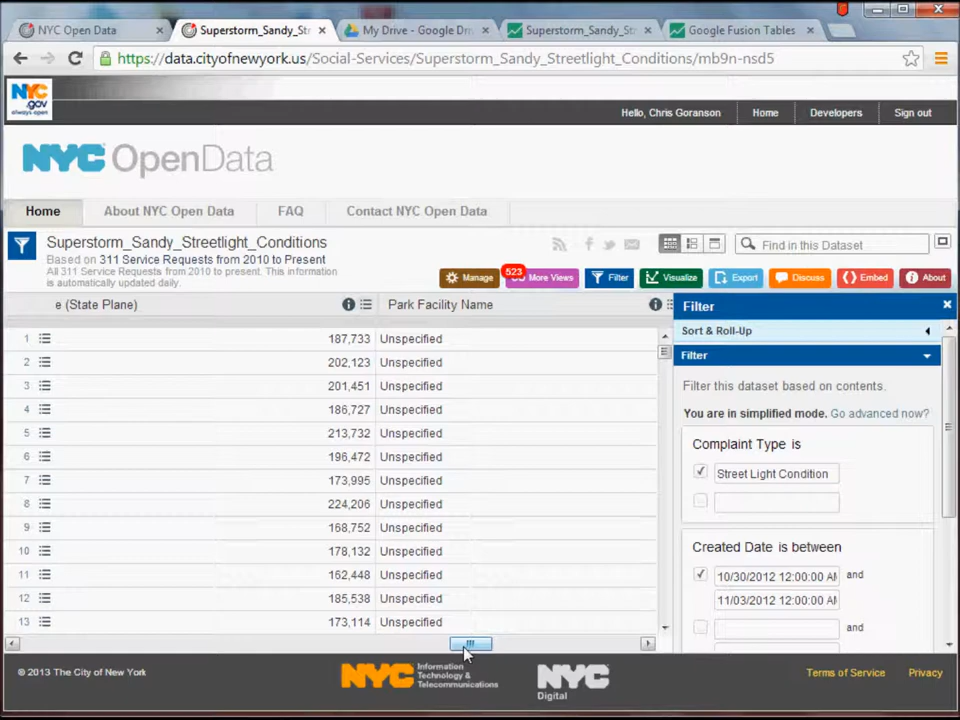 NYC Open Data
Superstorm_Sandy_Str
My Drive - Google Dri
Superstorm_Sandy_St
Google Fusion Tables
https://data.cityofnewyork.us/Social-Services/Superstorm_Sandy_Streetlight_Conditions/mb9n-nsd5
NYC
.gov
always open
Hello, Chris Goranson
Home
Developers
Sign out
NYC OpenData
Home
About NYC Open Data
FAQ
Contact NYC Open Data
Superstorm_Sandy_Streetlight_Conditions
Based on 311 Service Requests from 2010 to Present
All 311 Service Requests from 2010 to present. This information
is automatically updated daily.
Find in this Dataset
Manage
523
More Views
Filter
Visualize
Export
Discuss
Embed
About
e (State Plane)
Park Facility Name
1 187,733 Unspecified
2 202,123 Unspecified
3 201,451 Unspecified
4 186,727 Unspecified
5 213,732 Unspecified
6 196,472 Unspecified
7 173,995 Unspecified
8 224,206 Unspecified
9 168,752 Unspecified
10 178,132 Unspecified
11 162,448 Unspecified
12 185,538 Unspecified
13 173,114 Unspecified
Filter
Sort & Roll-Up
Filter
Filter this dataset based on contents.
You are in simplified mode. Go advanced now?
Complaint Type is
Street Light Condition
Created Date is between
10/30/2012 12:00:00 AM and
11/03/2012 12:00:00 AM
and
© 2013 The City of New York
NYC Information
Technology &
Telecommunications
NYC
Digital
Terms of Service
Privacy